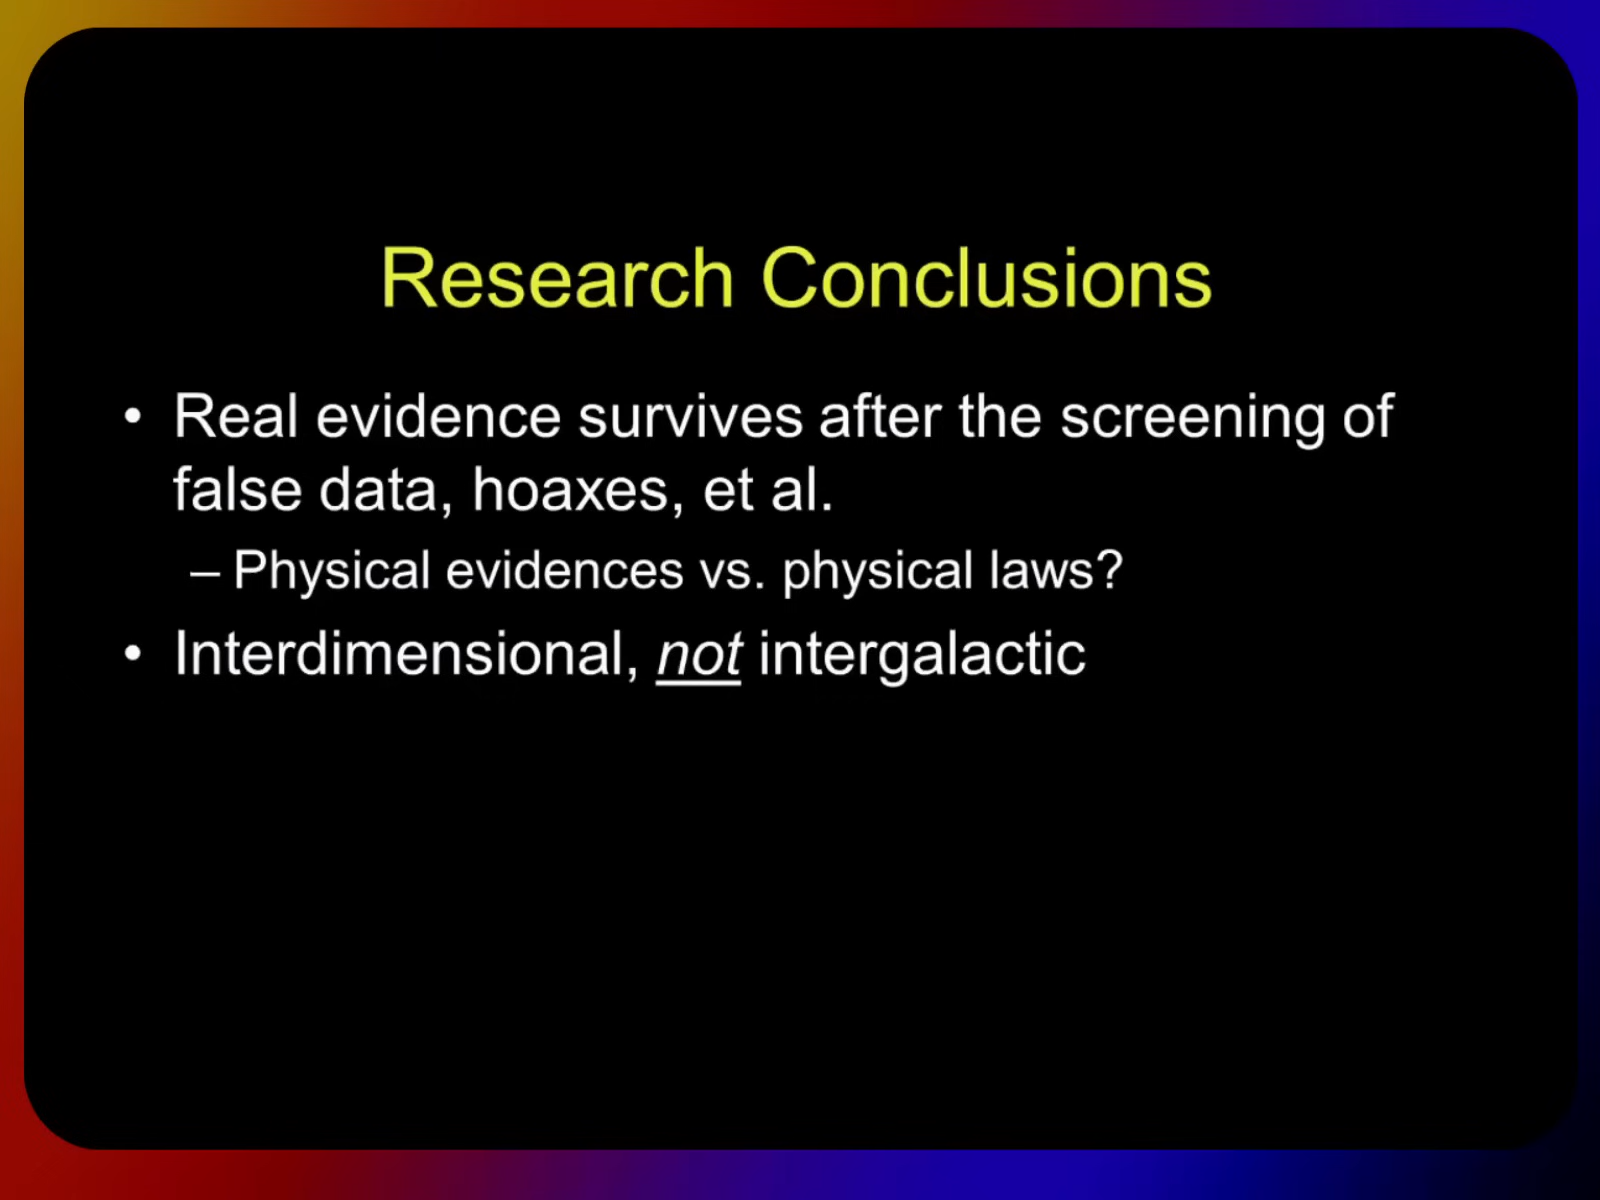 Research Conclusions
• Real evidence survives after the screening of
false data, hoaxes, et al.
– Physical evidences vs. physical laws?
• Interdimensional, not intergalactic